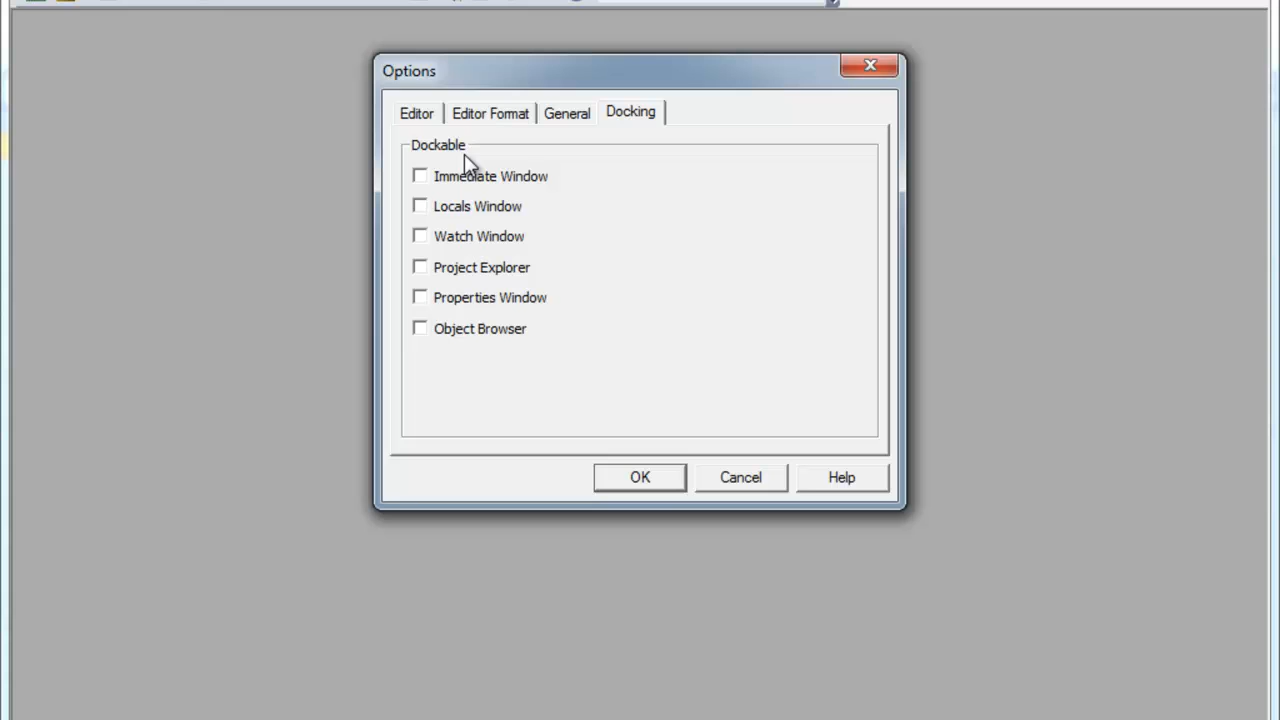 Options
Editor
Editor Format
General
Docking
Dockable
Immediate Window
Locals Window
Watch Window
Project Explorer
Properties Window
Object Browser
OK
Cancel
Help